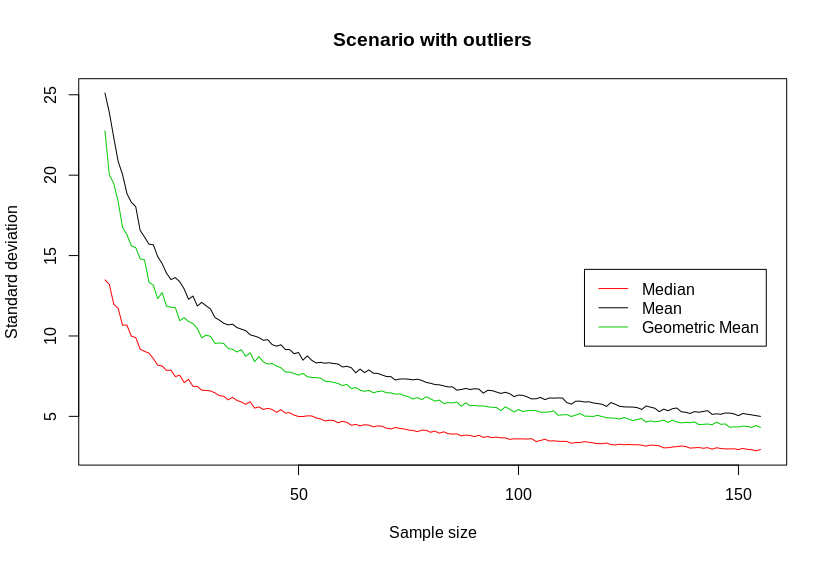 Scenario with outliers
Standard deviation
25
20
15
10
5
Median
Mean
Geometric Mean
50
100
150
Sample size